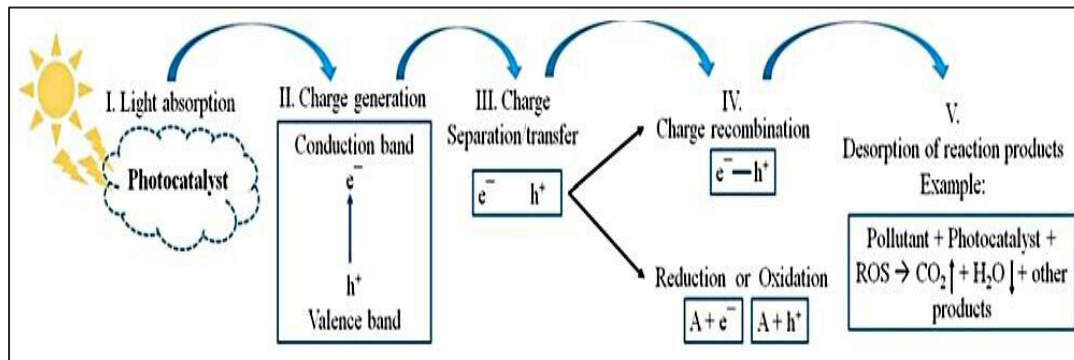 I. Light absorption
Photocatalyst
II. Charge generation
Conduction band
e⁻
h⁺
Valence band
III. Charge
Separation/transfer
e⁻ h⁺
IV.
Charge recombination
e⁻—h⁺
Reduction or Oxidation
A + e⁻ A + h⁺
V.
Desorption of reaction products
Example:
Pollutant + Photocatalyst +
ROS → CO₂↑ + H₂O↓ + other
products